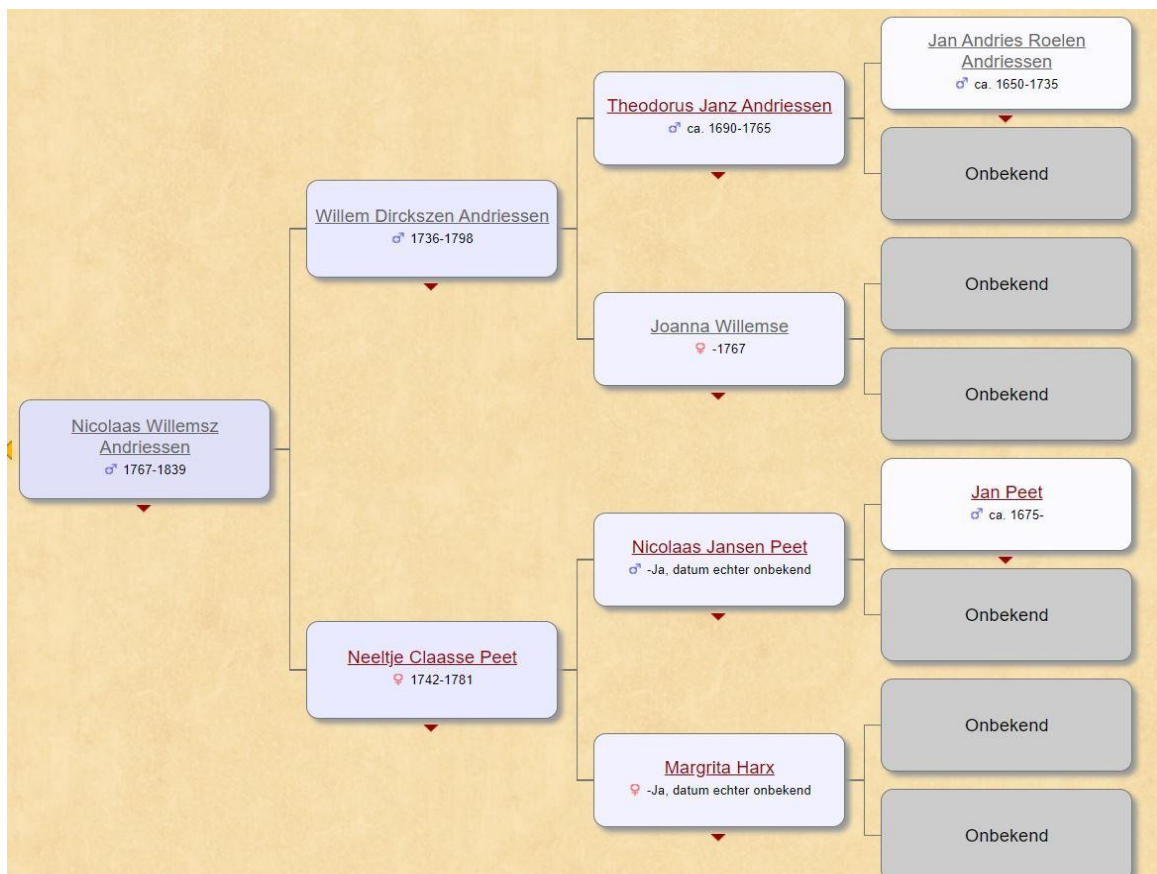 Nicolaas Willemsz
Andriessen
♂ 1767-1839
Willem Dirckszen Andriessen
♂ 1736-1798
Neeltje Claasse Peet
♀ 1742-1781
Theodorus Janz Andriessen
♂ ca. 1690-1765
Joanna Willemse
♀ -1767
Nicolaas Jansen Peet
♂ -Ja, datum echter onbekend
Margrita Harx
♀ -Ja, datum echter onbekend
Jan Andries Roelen
Andriessen
♂ ca. 1650-1735
Onbekend
Onbekend
Onbekend
Jan Peet
♂ ca. 1675-
Onbekend
Onbekend
Onbekend